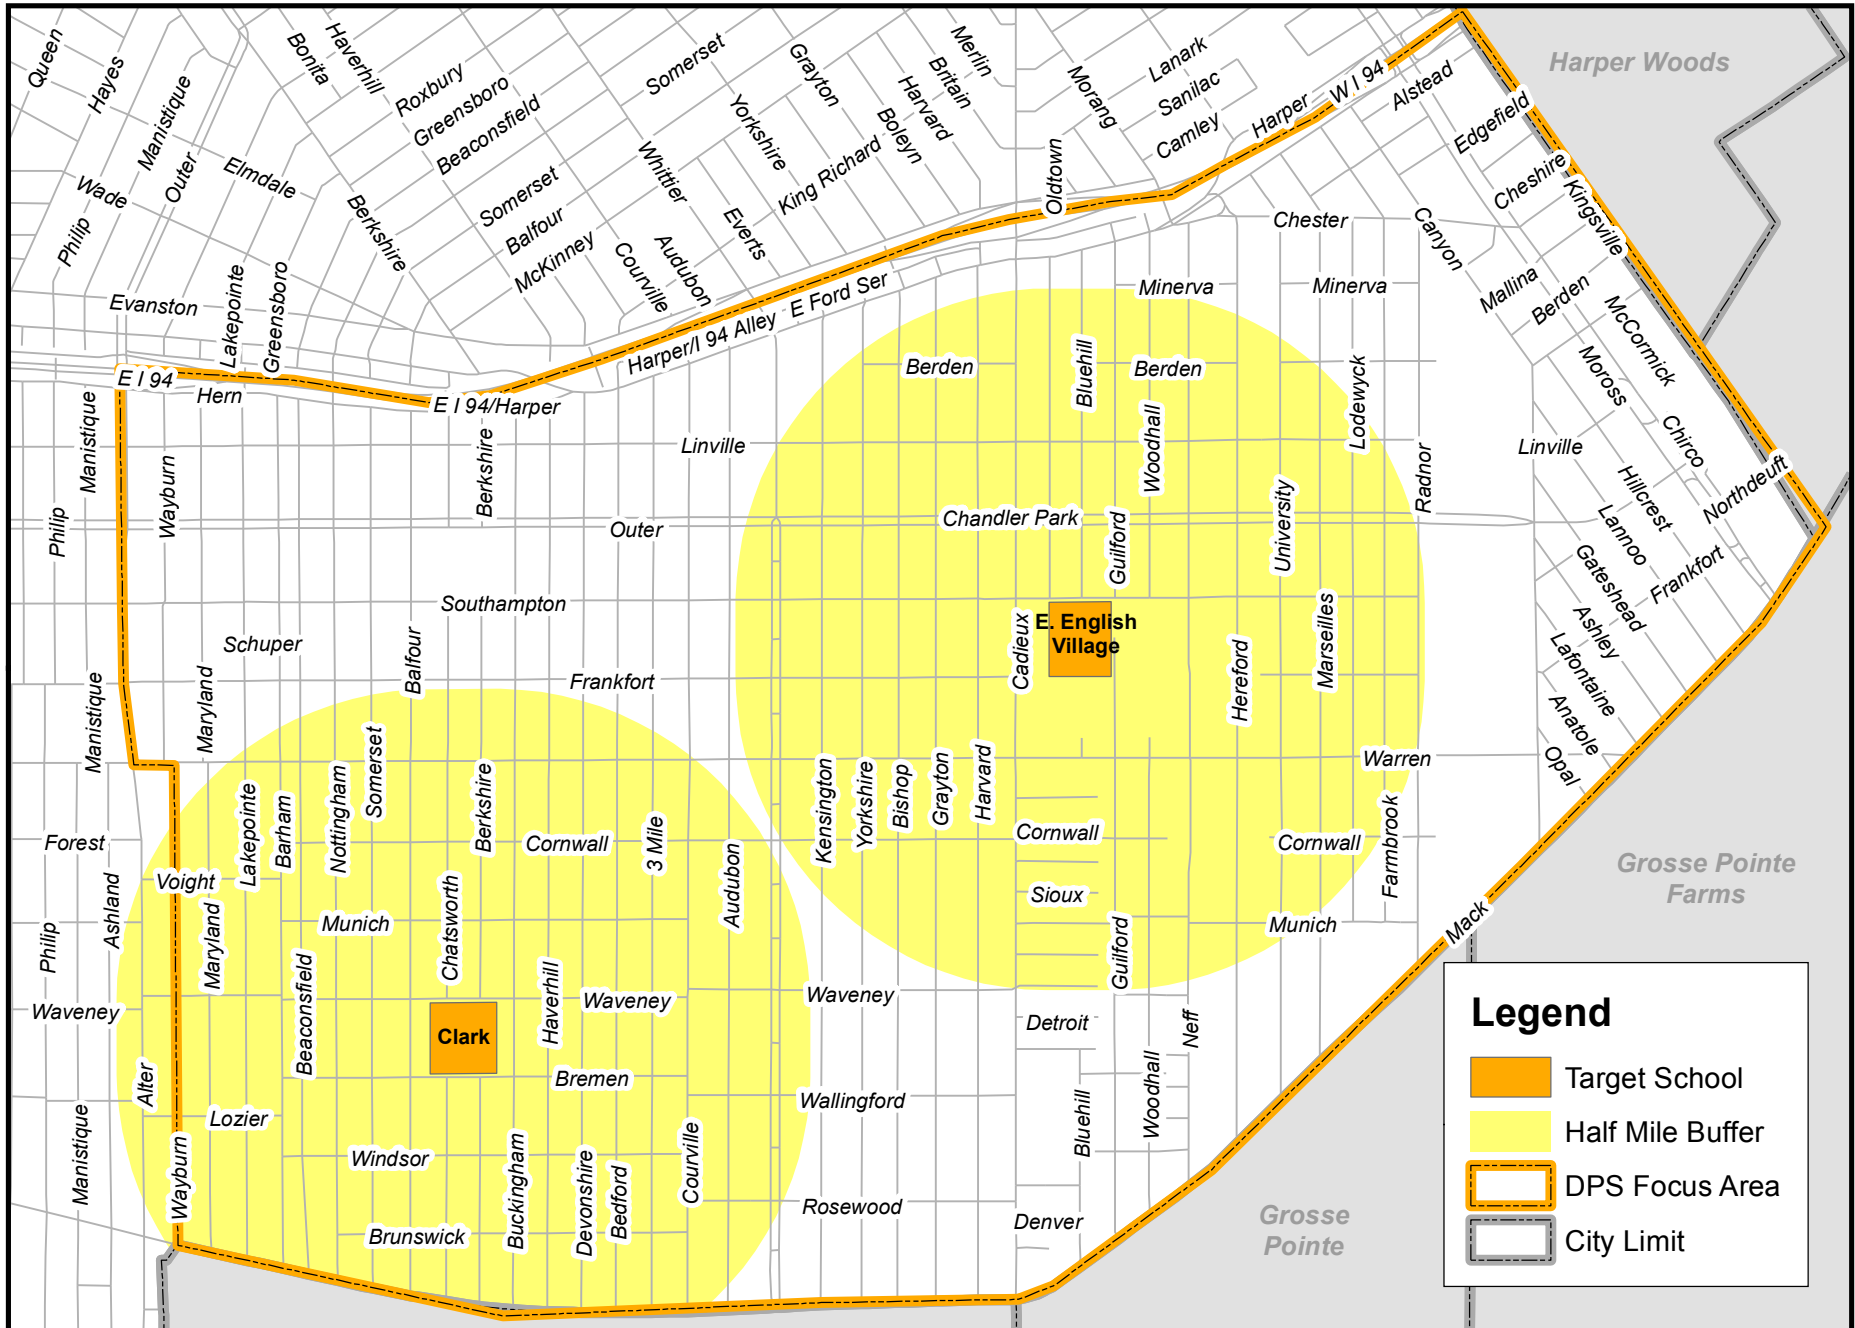 Queen
Hayes
Manistique
Outer
Bonita
Haverhill
Roxbury
Greensboro
Beaconsfield
Somerset
Grayton
Harvard
Britain
Merlin
Boleyn
Yorkshire
King Richard
Whittier
Everts
Morang
Lanark
Sanilac
Camley
Harper
W I 94
Alstead
Edgefield
Cheshire
Kingsville
Harper Woods
Wade
Philip
Elmdale
Berkshire
Somerset
Balfour
McKinney
Courville
Audubon
Oldtown
Chester
Canyon
Mallina
Berden
McCormick
Evanston
Lakepointe
Greensboro
Harper/I 94 Alley
E Ford Ser
Minerva
Minerva
E I 94
Hern
E I 94/Harper
Berden
Bluehill
Berden
Woodhall
Lodewyck
Moross
Chirco
Manistique
Wayburn
Philip
Berkshire
Linville
Linville
Radnor
Hillcrest
Northdeuft
Lannoo
Outer
Chandler Park
Guilford
University
Gateshead
Frankfort
Southampton
Schuper
Balfour
Maryland
Manistique
Frankfort
Cadieux
E. English
Village
Hereford
Marseilles
Ashley
Lafontaine
Anatole
Opal
Warren
Somerset
Nottingham
Lakepointe
Barham
Berkshire
Cornwall
3 Mile
Audubon
Kensington
Yorkshire
Bishop
Grayton
Harvard
Cornwall
Cornwall
Farmbrook
Grosse Pointe
Farms
Forest
Voight
Ashland
Philip
Maryland
Munich
Chatsworth
Sioux
Guilford
Munich
Mack
Beaconsfield
Haverhill
Waveney
Waveney
Waveney
Clark
Detroit
Neff
Alter
Bremen
Wallingford
Bluehill
Woodhall
Manistique
Lozier
Wayburn
Windsor
Buckingham
Devonshire
Bedford
Courville
Brunswick
Rosewood
Denver
Grosse
Pointe
Legend
Target School
Half Mile Buffer
DPS Focus Area
City Limit